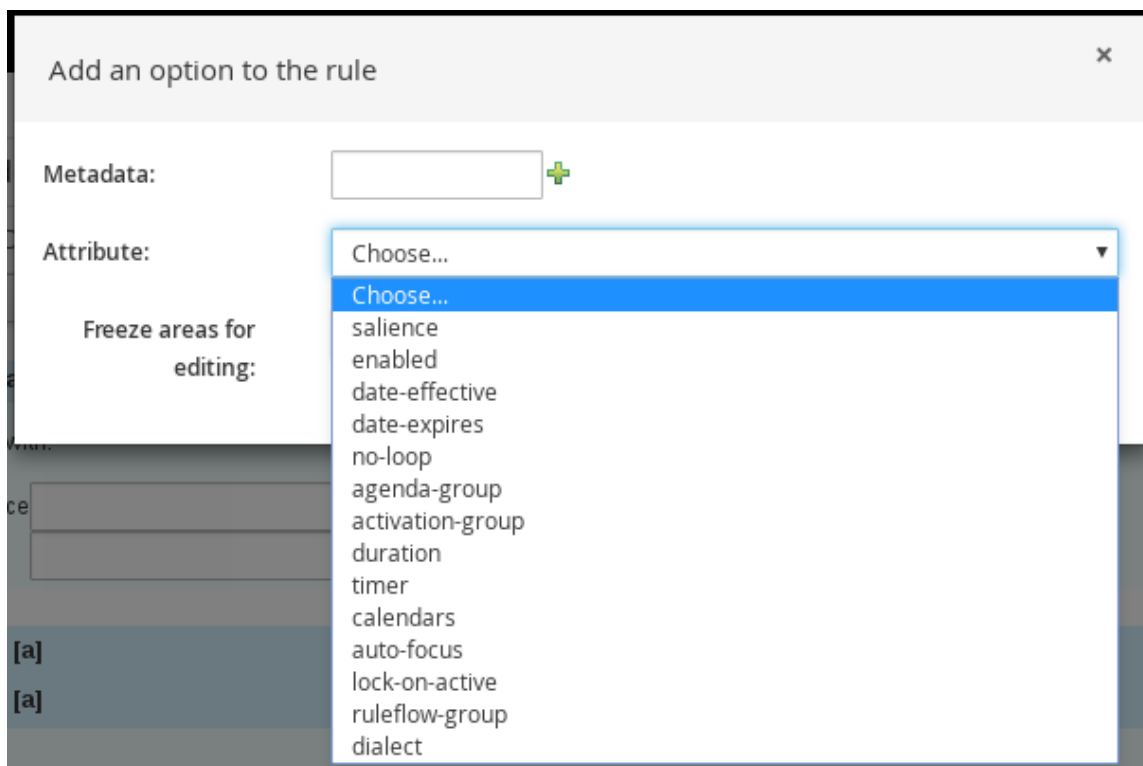 Add an option to the rule
×
Metadata:
Attribute:
Choose...
▼
Choose...
Freeze areas for
editing:
salience
enabled
date-effective
date-expires
no-loop
agenda-group
activation-group
duration
timer
calendars
auto-focus
lock-on-active
ruleflow-group
dialect
ce
[a]
[a]